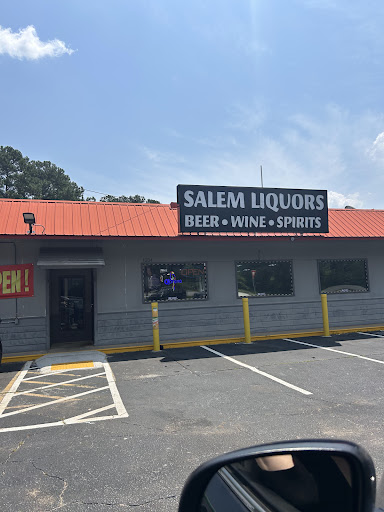 SALEM LIQUORS
BEER • WINE • SPIRITS
PEN!